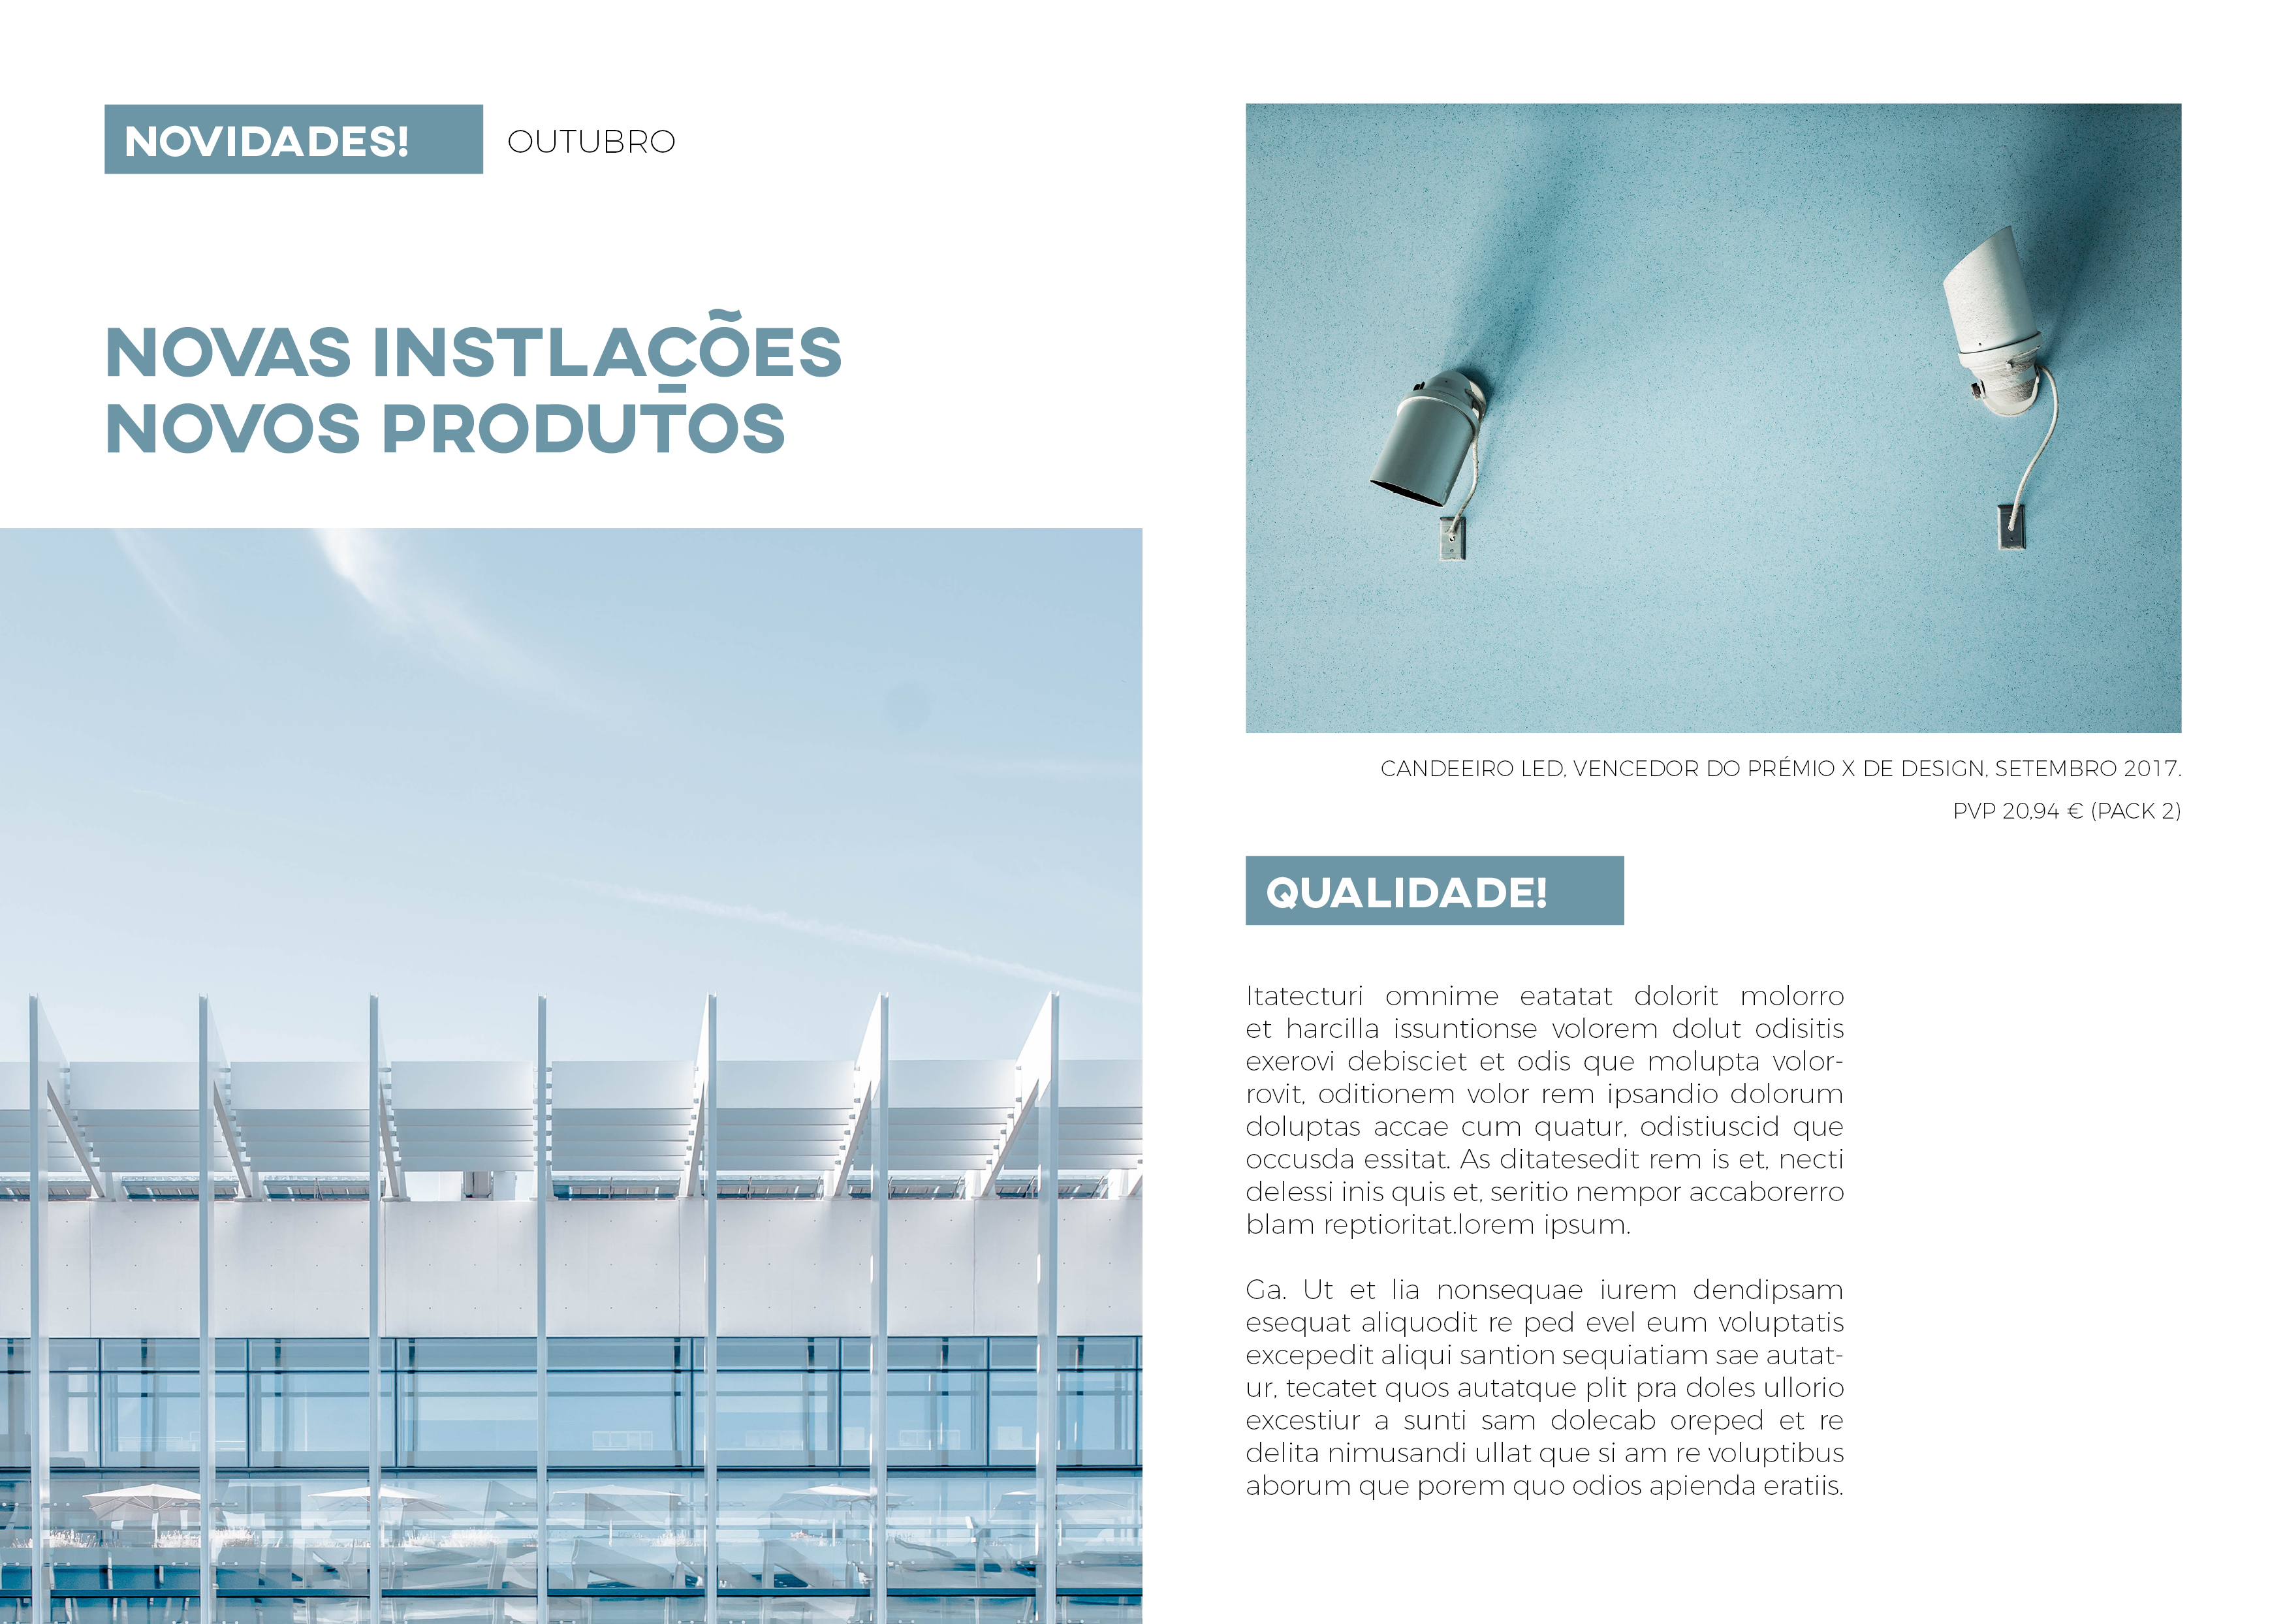 NOVIDADES!
OUTUBRO
NOVAS INSTLAÇÕES
NOVOS PRODUTOS
CANDEEIRO LED, VENCEDOR DO PRÉMIO X DE DESIGN, SETEMBRO 2017.
PVP 20,94 € (PACK 2)
QUALIDADE!
Itatecturi omnime eatatat dolorit molorro
et harcilla issuntionse volorem dolut odisitis
exerovi debisciet et odis que molupta volor-
rovit, oditionem volor rem ipsandio dolorum
doluptas accae cum quatur, odistiuscid que
occusda essitat. As ditatesedit rem is et, necti
delessi inis quis et, seritio nempor accaborerro
blam reptioritat.lorem ipsum.
Ga. Ut et lia nonsequae iurem dendipsam
esequat aliquodit re ped evel eum voluptatis
excepedit aliqui santion sequiatiam sae autat-
ur, tecatet quos autatque plit pra doles ullorio
excestiur a sunti sam dolecab oreped et re
delita nimusandi ullat que si am re voluptibus
aborum que porem quo odios apienda eratiis.